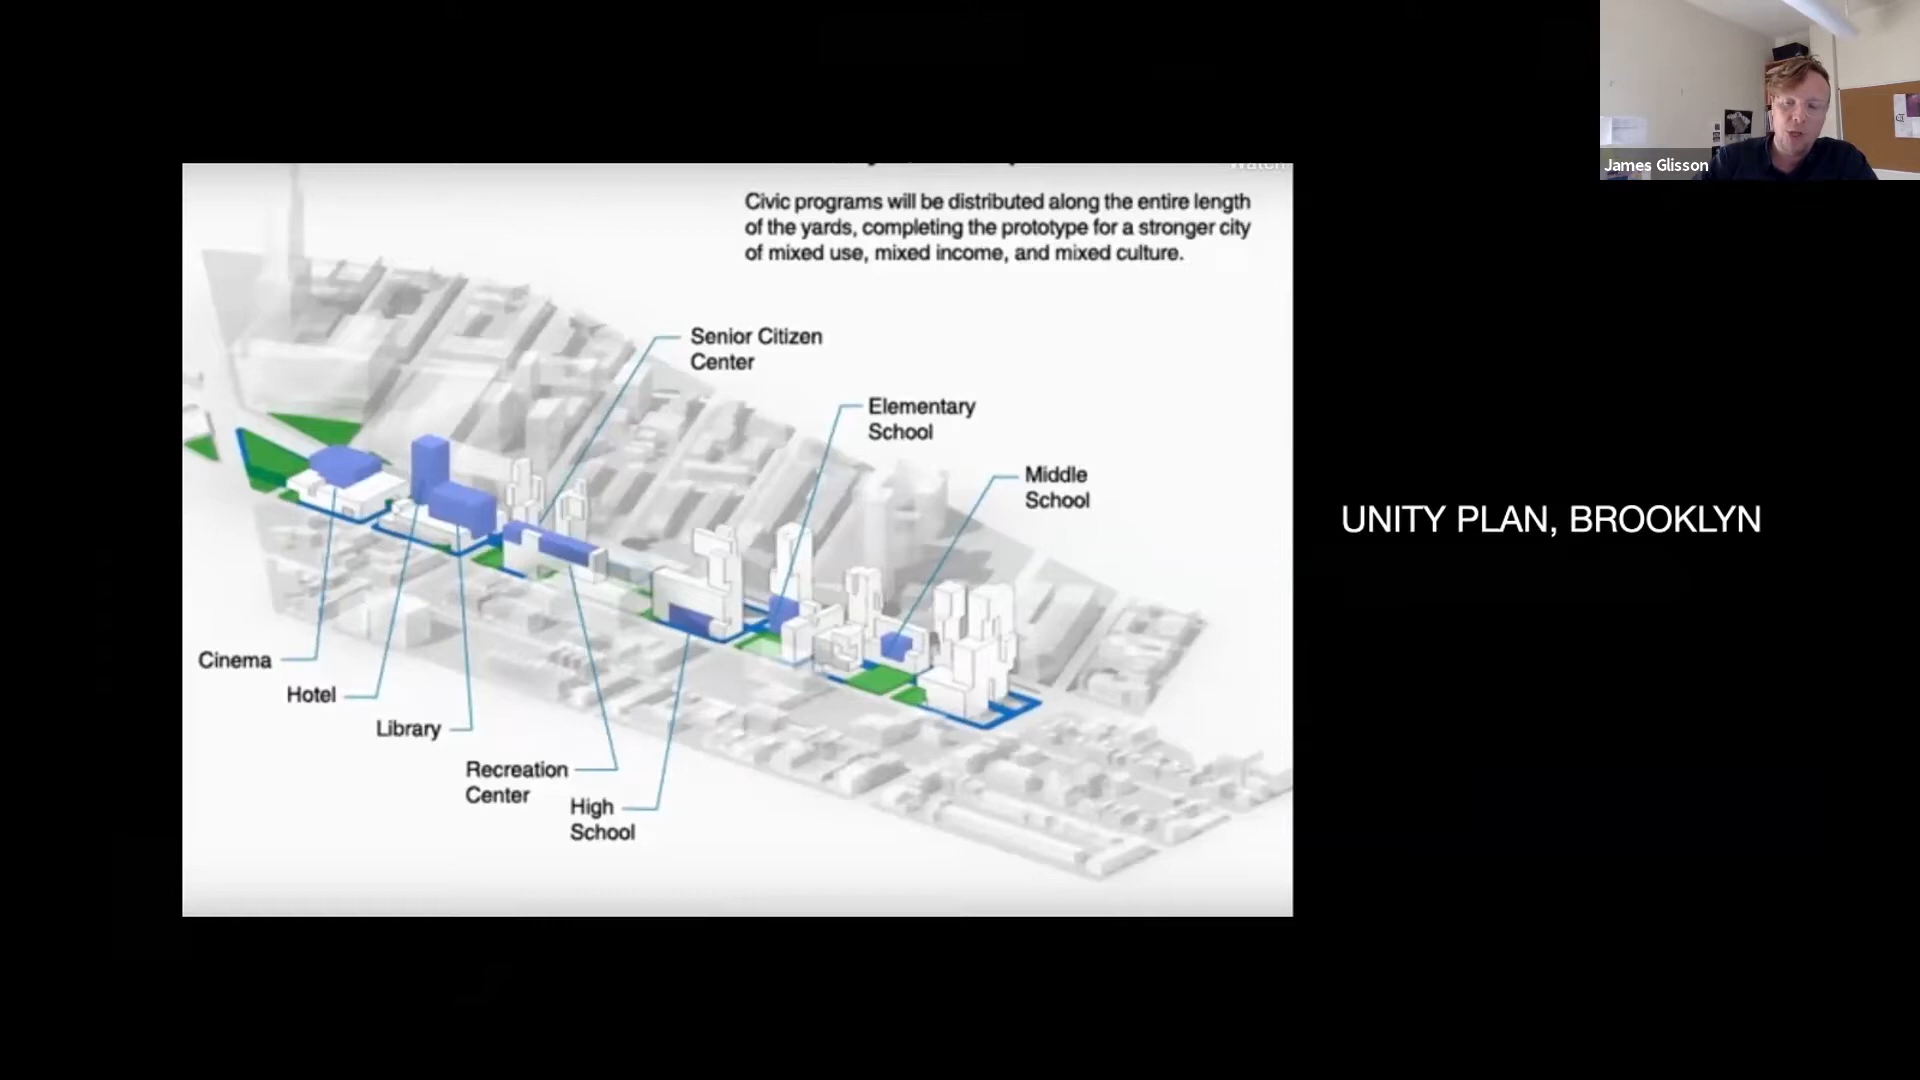 James Glisson
Civic programs will be distributed along the entire length
of the yards, completing the prototype for a stronger city
of mixed use, mixed income, and mixed culture.
Senior Citizen
Center
Elementary
School
Middle
School
UNITY PLAN, BROOKLYN
Cinema
Hotel
Library
Recreation
Center
High
School